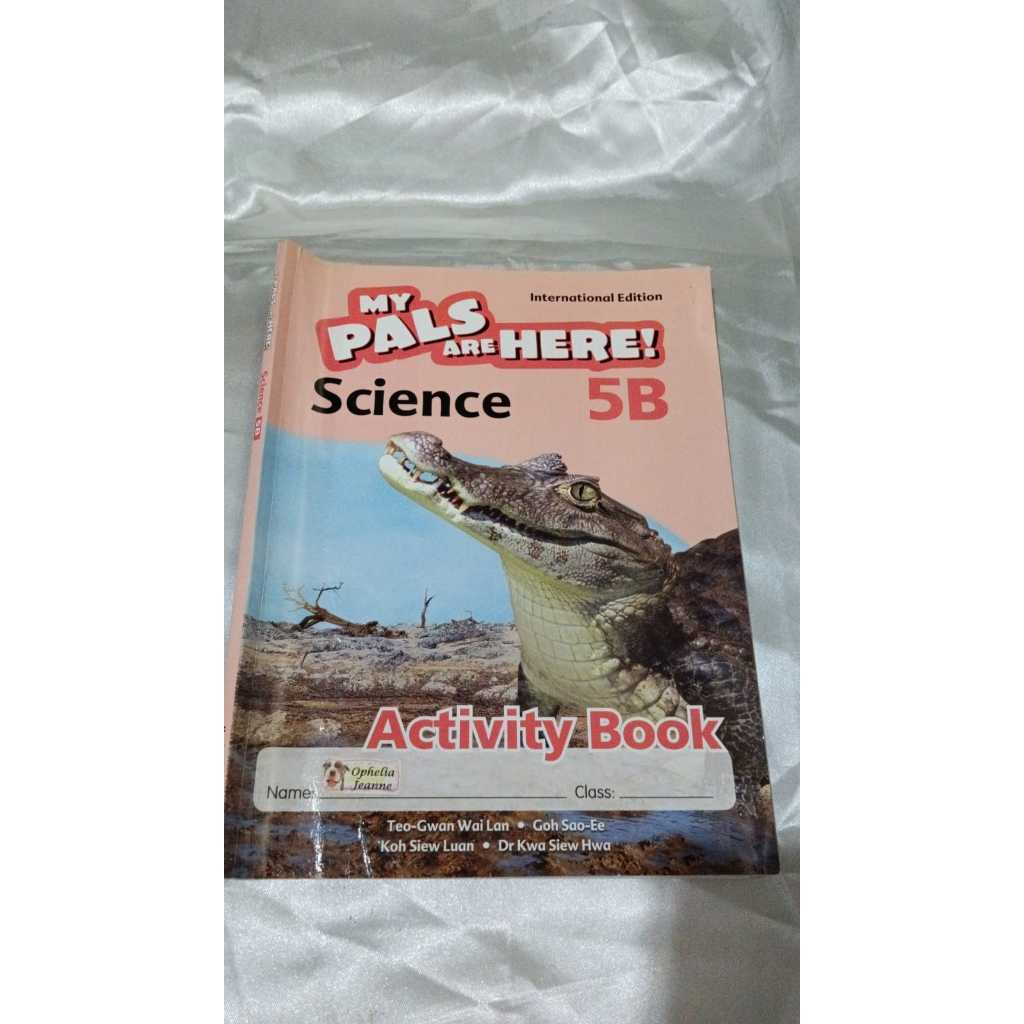 International Edition
MY
PALS
ARE HERE!
Science 5B
Science 5B
Activity Book
Ophelia
Jeanne
Name: Class:
Teo-Gwan Wai Lan • Goh Sao-Ee
Koh Siew Luan • Dr Kwa Siew Hwa